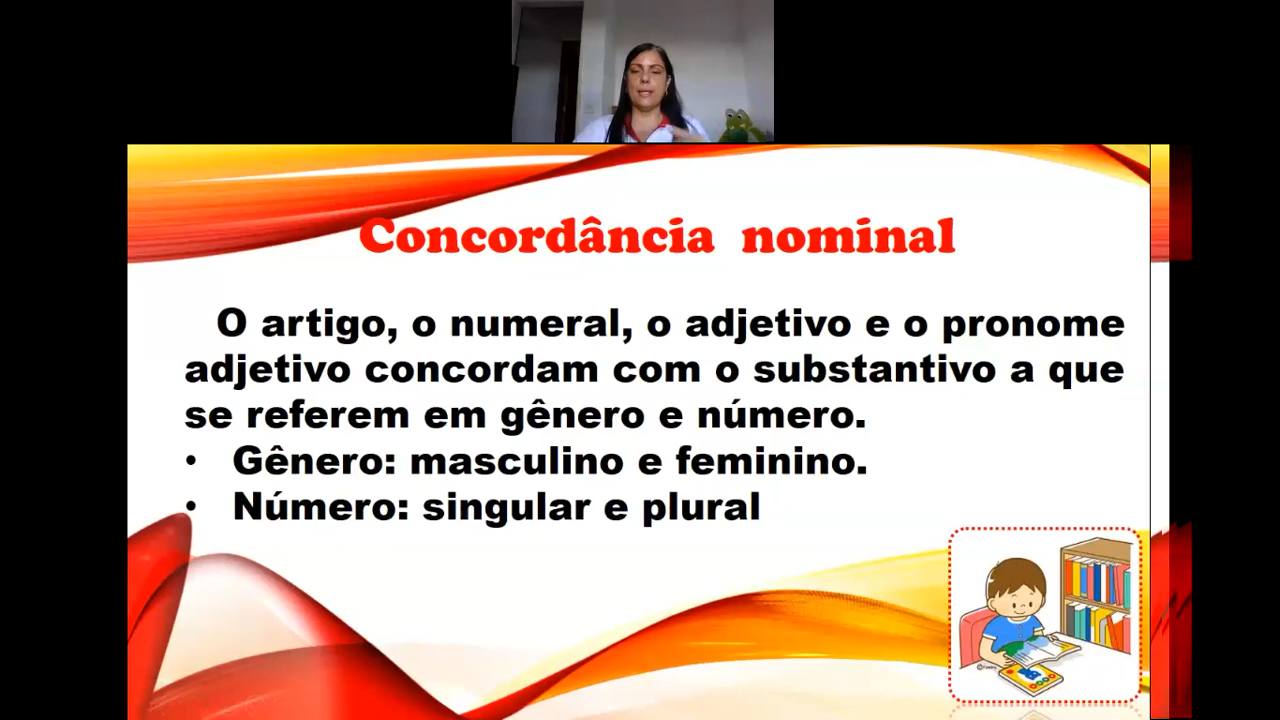 Concordância nominal
O artigo, o numeral, o adjetivo e o pronome
adjetivo concordam com o substantivo a que
se referem em gênero e número.
• Gênero: masculino e feminino.
• Número: singular e plural